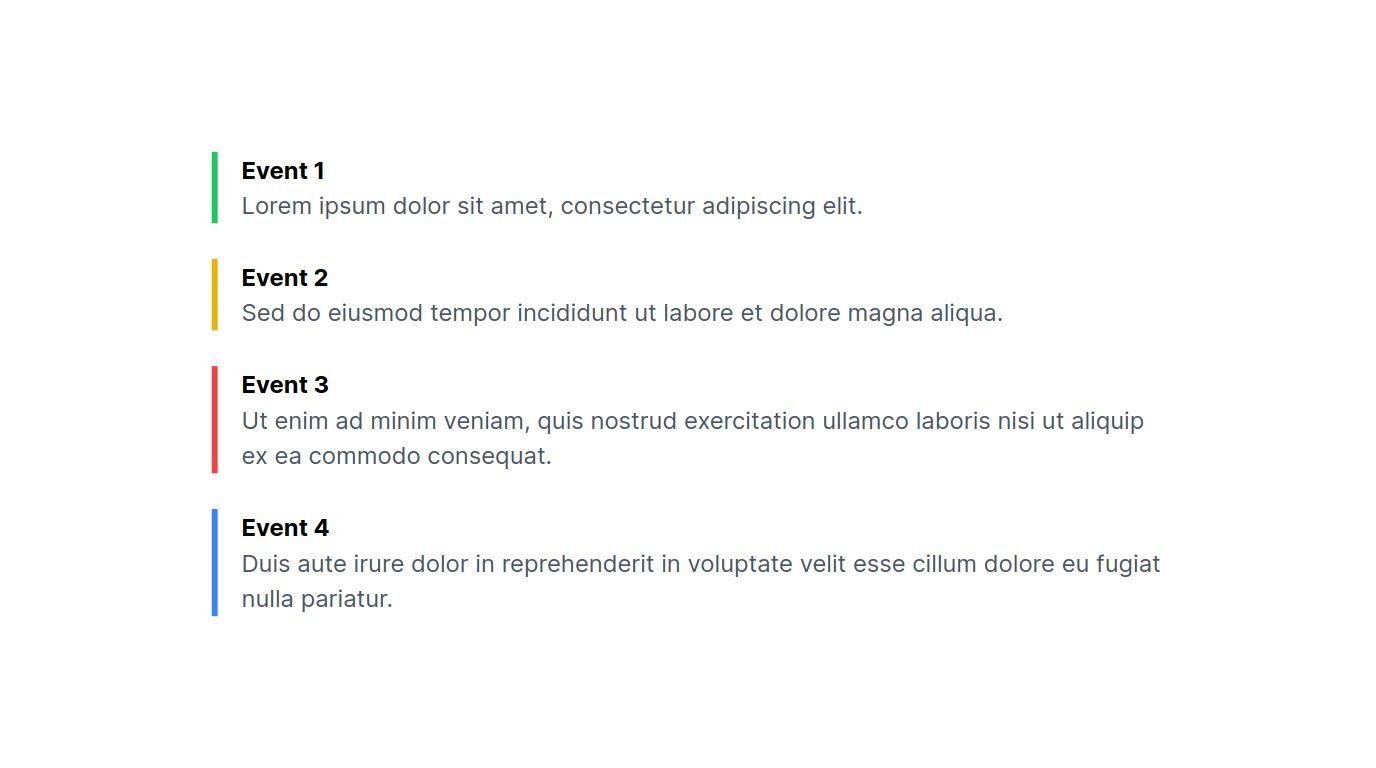 Event 1
Lorem ipsum dolor sit amet, consectetur adipiscing elit.
Event 2
Sed do eiusmod tempor incididunt ut labore et dolore magna aliqua.
Event 3
Ut enim ad minim veniam, quis nostrud exercitation ullamco laboris nisi ut aliquip
ex ea commodo consequat.
Event 4
Duis aute irure dolor in reprehenderit in voluptate velit esse cillum dolore eu fugiat
nulla pariatur.